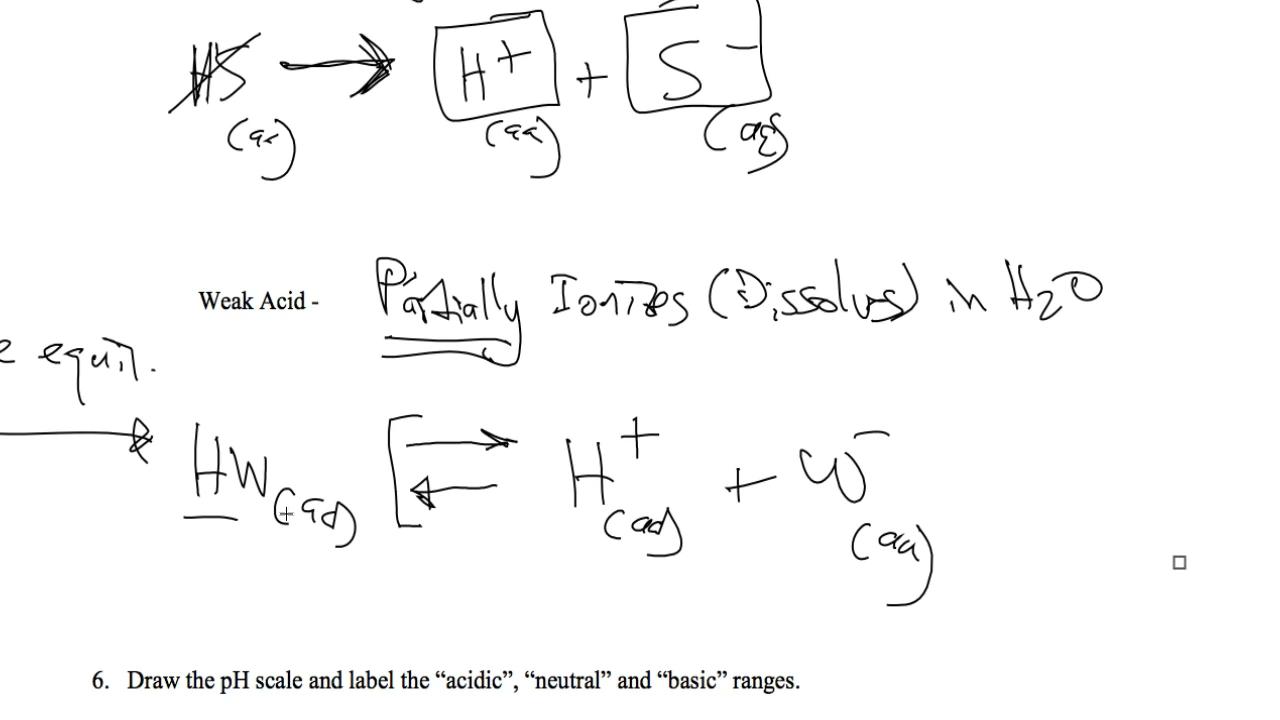 HS → H+ + S-
(aq) (aq) (aq)
Weak Acid - Partially Ionizes (Dissolves) in H2O
equil.
HW(aq) ⇄ H+(aq) + W-(aq)
6. Draw the pH scale and label the “acidic”, “neutral” and “basic” ranges.